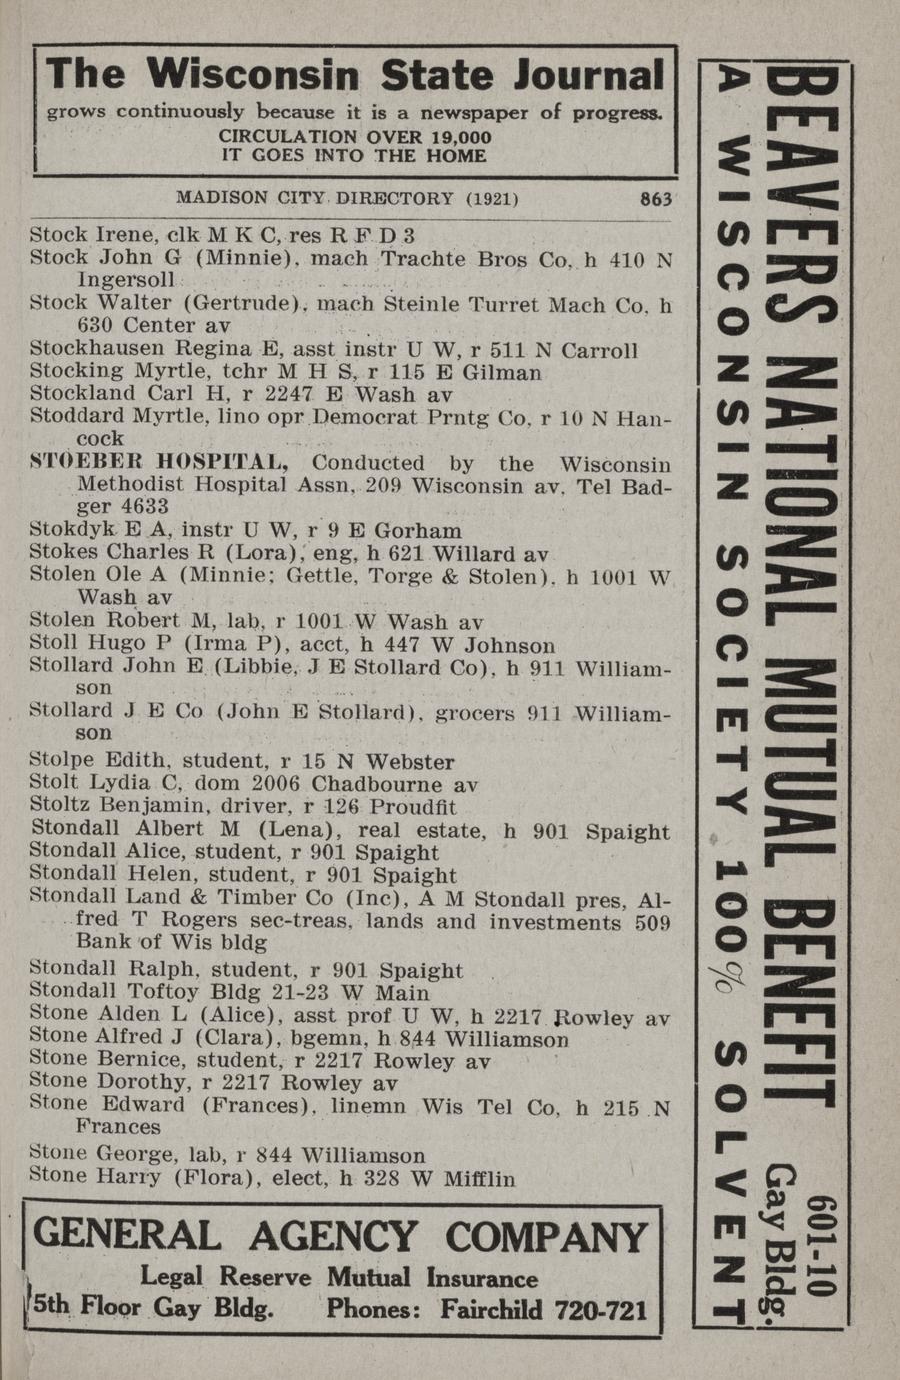 The Wisconsin State Journal
grows continuously because it is a newspaper of progress.
CIRCULATION OVER 19,000
IT GOES INTO THE HOME
MADISON CITY DIRECTORY (1921) 863
Stock Irene, clk M K C, res R F D 3
Stock John G (Minnie), mach Trachte Bros Co, h 410 N
Ingersoll
Stock Walter (Gertrude), mach Steinle Turret Mach Co, h
630 Center av
Stockhausen Regina E, asst instr U W, r 511 N Carroll
Stocking Myrtle, tchr M H S, r 115 E Gilman
Stockland Carl H, r 2247 E Wash av
Stoddard Myrtle, lino opr Democrat Prntg Co, r 10 N Han-
cock
STOEBER HOSPITAL, Conducted by the Wisconsin
Methodist Hospital Assn, 209 Wisconsin av, Tel Bad-
ger 4633
Stokdyk E A, instr U W, r 9 E Gorham
Stokes Charles R (Lora), eng, h 621 Willard av
Stolen Ole A (Minnie; Gettle, Torge & Stolen), h 1001 W
Wash av
Stolen Robert M, lab, r 1001 W Wash av
Stoll Hugo P (Irma P), acct, h 447 W Johnson
Stollard John E (Libbie, J E Stollard Co), h 911 William-
son
Stollard J E Co (John E Stollard), grocers 911 William-
son
Stolpe Edith, student, r 15 N Webster
Stolt Lydia C, dom 2006 Chadbourne av
Stoltz Benjamin, driver, r 126 Proudfit
Stondall Albert M (Lena), real estate, h 901 Spaight
Stondall Alice, student, r 901 Spaight
Stondall Helen, student, r 901 Spaight
Stondall Land & Timber Co (Inc), A M Stondall pres, Al-
fred T Rogers sec-treas, lands and investments 509
Bank of Wis bldg
Stondall Ralph, student, r 901 Spaight
Stondall Toftoy Bldg 21-23 W Main
Stone Alden L (Alice), asst prof U W, h 2217 Rowley av
Stone Alfred J (Clara), bgemn, h 844 Williamson
Stone Bernice, student, r 2217 Rowley av
Stone Dorothy, r 2217 Rowley av
Stone Edward (Frances), linemn Wis Tel Co, h 215 N
Frances
Stone George, lab, r 844 Williamson
Stone Harry (Flora), elect, h 328 W Mifflin
GENERAL AGENCY COMPANY
Legal Reserve Mutual Insurance
5th Floor Gay Bldg. Phones: Fairchild 720-721
BEAVERS NATIONAL MUTUAL BENEFIT
601-10
Gay Bldg.
A WISCONSIN SOCIETY 100% SOLVENT